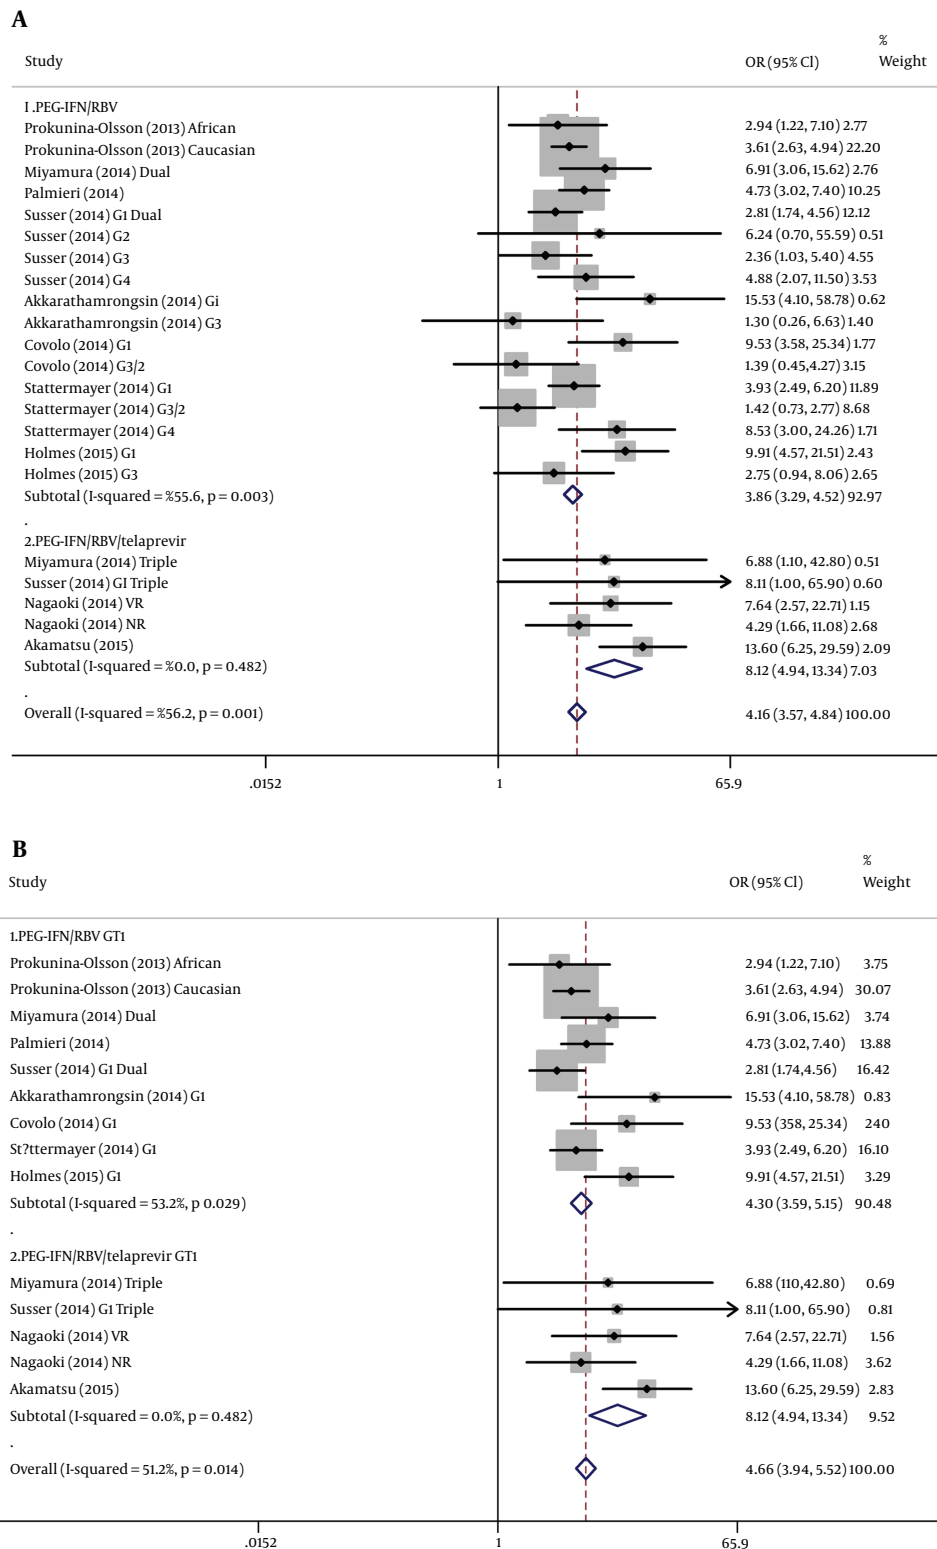 A
%
Study OR (95% Cl) Weight
I .PEG-IFN/RBV
Prokunina-Olsson (2013) African 2.94 (1.22, 7.10) 2.77
Prokunina-Olsson (2013) Caucasian 3.61 (2.63, 4.94) 22.20
Miyamura (2014) Dual 6.91 (3.06, 15.62) 2.76
Palmieri (2014) 4.73 (3.02, 7.40) 10.25
Susser (2014) G1 Dual 2.81 (1.74, 4.56) 12.12
Susser (2014) G2 6.24 (0.70, 55.59) 0.51
Susser (2014) G3 2.36 (1.03, 5.40) 4.55
Susser (2014) G4 4.88 (2.07, 11.50) 3.53
Akkarathamrongsin (2014) Gi 15.53 (4.10, 58.78) 0.62
Akkarathamrongsin (2014) G3 1.30 (0.26, 6.63) 1.40
Covolo (2014) G1 9.53 (3.58, 25.34) 1.77
Covolo (2014) G3/2 1.39 (0.45,4.27) 3.15
Stattermayer (2014) G1 3.93 (2.49, 6.20) 11.89
Stattermayer (2014) G3/2 1.42 (0.73, 2.77) 8.68
Stattermayer (2014) G4 8.53 (3.00, 24.26) 1.71
Holmes (2015) G1 9.91 (4.57, 21.51) 2.43
Holmes (2015) G3 2.75 (0.94, 8.06) 2.65
Subtotal (I-squared = %55.6, p = 0.003) 3.86 (3.29, 4.52) 92.97
.
2.PEG-IFN/RBV/telaprevir
Miyamura (2014) Triple 6.88 (1.10, 42.80) 0.51
Susser (2014) GI Triple 8.11 (1.00, 65.90) 0.60
Nagaoki (2014) VR 7.64 (2.57, 22.71) 1.15
Nagaoki (2014) NR 4.29 (1.66, 11.08) 2.68
Akamatsu (2015) 13.60 (6.25, 29.59) 2.09
Subtotal (I-squared = %0.0, p = 0.482) 8.12 (4.94, 13.34) 7.03
.
Overall (I-squared = %56.2, p = 0.001) 4.16 (3.57, 4.84) 100.00
.0152 1 65.9
B
%
Study OR (95% Cl) Weight
1.PEG-IFN/RBV GT1
Prokunina-Olsson (2013) African 2.94 (1.22, 7.10) 3.75
Prokunina-Olsson (2013) Caucasian 3.61 (2.63, 4.94) 30.07
Miyamura (2014) Dual 6.91 (3.06, 15.62) 3.74
Palmieri (2014) 4.73 (3.02, 7.40) 13.88
Susser (2014) G1 Dual 2.81 (1.74,4.56) 16.42
Akkarathamrongsin (2014) G1 15.53 (4.10, 58.78) 0.83
Covolo (2014) G1 9.53 (358, 25.34) 240
St?ttermayer (2014) G1 3.93 (2.49, 6.20) 16.10
Holmes (2015) G1 9.91 (4.57, 21.51) 3.29
Subtotal (I-squared = 53.2%, p 0.029) 4.30 (3.59, 5.15) 90.48
.
2.PEG-IFN/RBV/telaprevir GT1
Miyamura (2014) Triple 6.88 (110,42.80) 0.69
Susser (2014) G1 Triple 8.11 (1.00, 65.90) 0.81
Nagaoki (2014) VR 7.64 (2.57, 22.71) 1.56
Nagaoki (2014) NR 4.29 (1.66, 11.08) 3.62
Akamatsu (2015) 13.60 (6.25, 29.59) 2.83
Subtotal (I-squared = 0.0%, p = 0.482) 8.12 (4.94, 13.34) 9.52
.
Overall (I-squared = 51.2%, p = 0.014) 4.66 (3.94, 5.52) 100.00
.0152 1 65.9